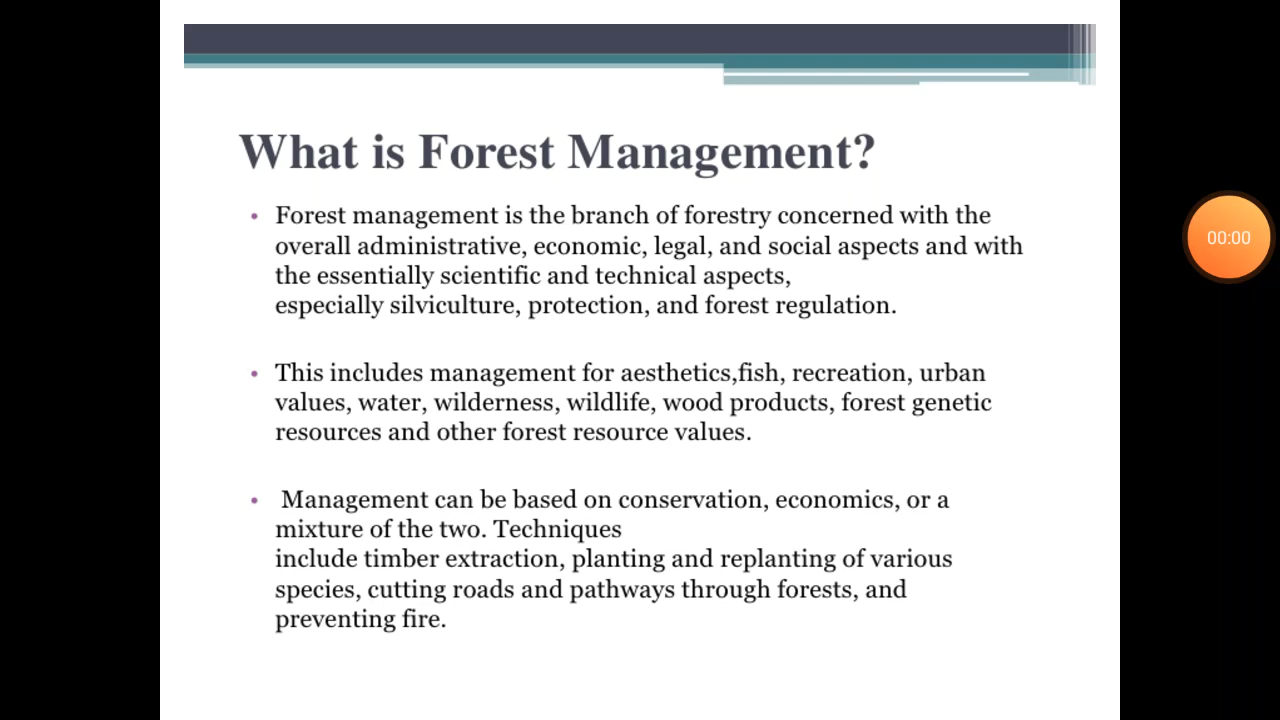 What is Forest Management?
• Forest management is the branch of forestry concerned with the
overall administrative, economic, legal, and social aspects and with
the essentially scientific and technical aspects,
especially silviculture, protection, and forest regulation.
• This includes management for aesthetics,fish, recreation, urban
values, water, wilderness, wildlife, wood products, forest genetic
resources and other forest resource values.
• Management can be based on conservation, economics, or a
mixture of the two. Techniques
include timber extraction, planting and replanting of various
species, cutting roads and pathways through forests, and
preventing fire.
00:00